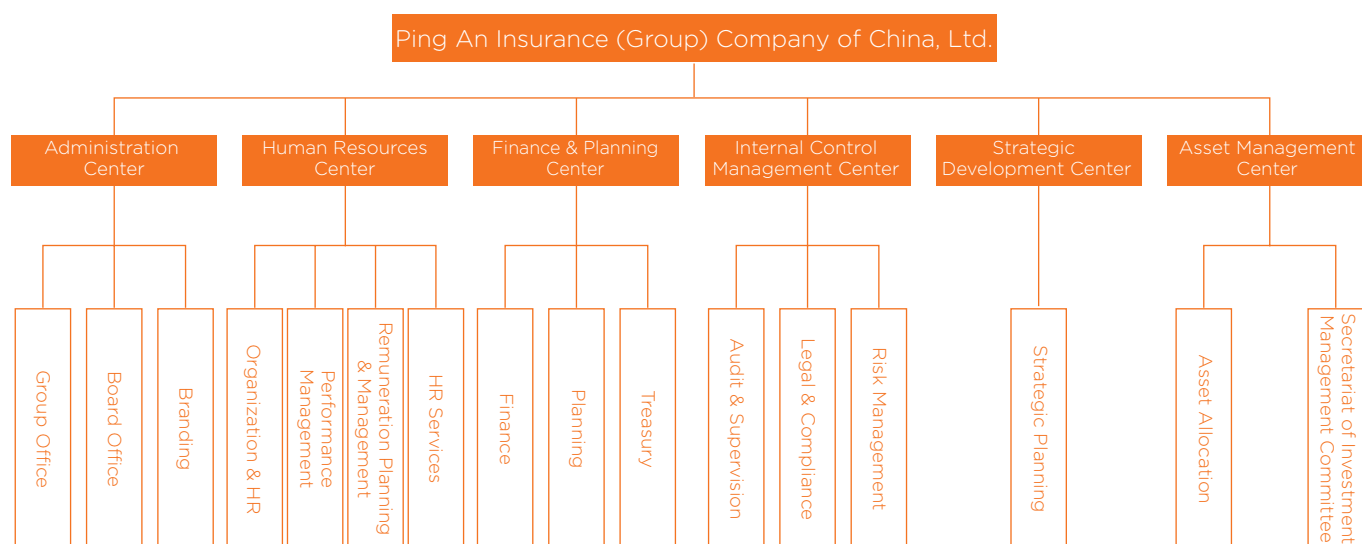 Ping An Insurance (Group) Company of China, Ltd.
Administration
Center
Human Resources
Center
Finance & Planning
Center
Internal Control
Management Center
Strategic
Development Center
Asset Management
Center
Group Office
Board Office
Branding
Organization & HR
Performance
Management
Remuneration Planning
& Management
HR Services
Finance
Planning
Treasury
Audit & Supervision
Legal & Compliance
Risk Management
Strategic Planning
Asset Allocation
Secretariat of Investment
Management Committee